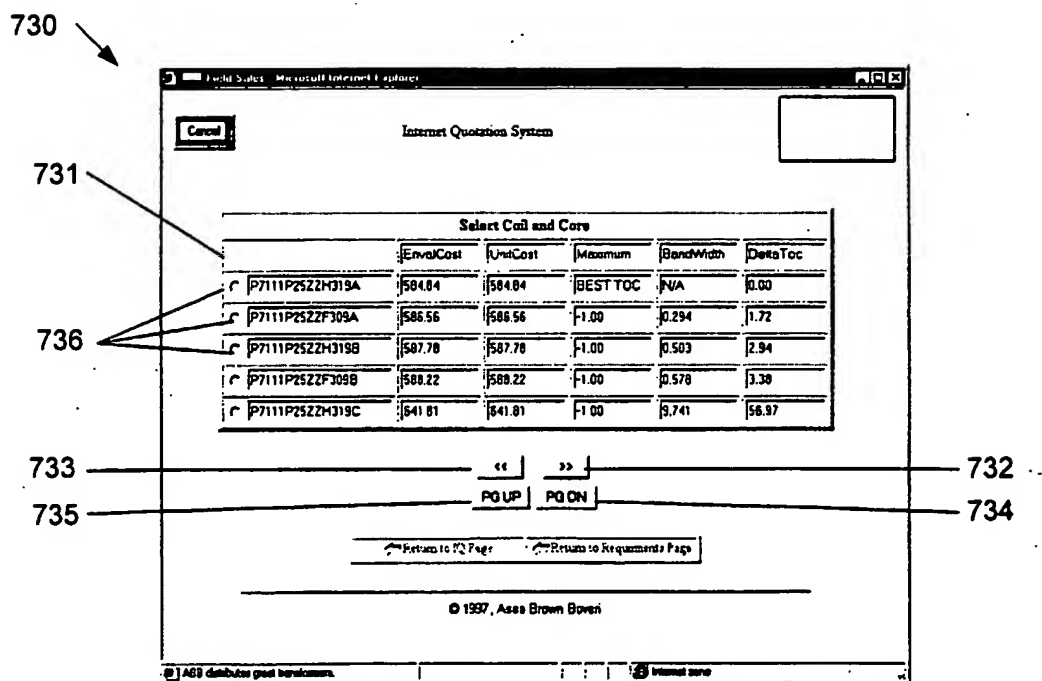 730
Field Sales - Microsoft Internet Explorer
Cancel
Internet Quotation System
731
Select Coil and Core
EnvalCost UnitCost Maximum BandWidth DeltaToc
P7111P25ZZH319A 584.84 584.84 BEST TOC N/A 0.00
P7111P25ZZF309A 586.56 586.56 -1.00 0.294 1.72
736
P7111P25ZZH319B 587.78 587.78 -1.00 0.503 2.94
P7111P25ZZF309B 588.22 588.22 -1.00 0.578 3.38
P7111P25ZZH319C 641.81 641.81 -1.00 9.741 56.97
733 << >> 732
735 PG UP PG DN 734
Return to IQ Page Return to Requirments Page
© 1997, Asea Brown Boveri
ABB distributes great transformers. Internet zone